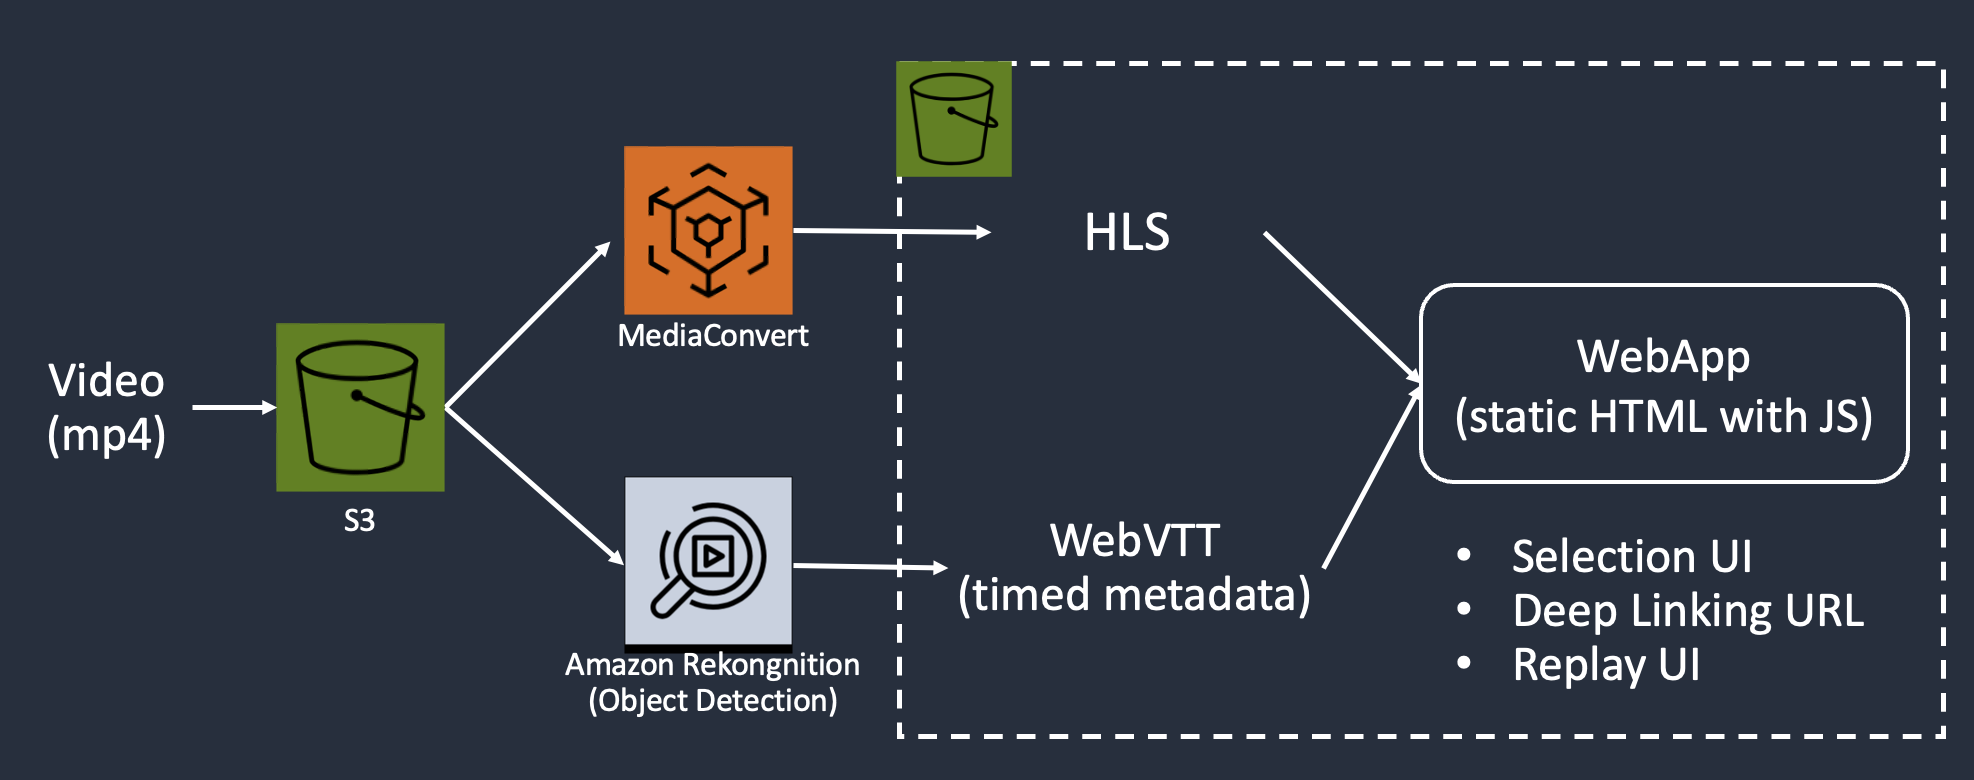 Video
(mp4)
S3
MediaConvert
Amazon Rekongnition
(Object Detection)
HLS
WebVTT
(timed metadata)
WebApp
(static HTML with JS)
• Selection UI
• Deep Linking URL
• Replay UI